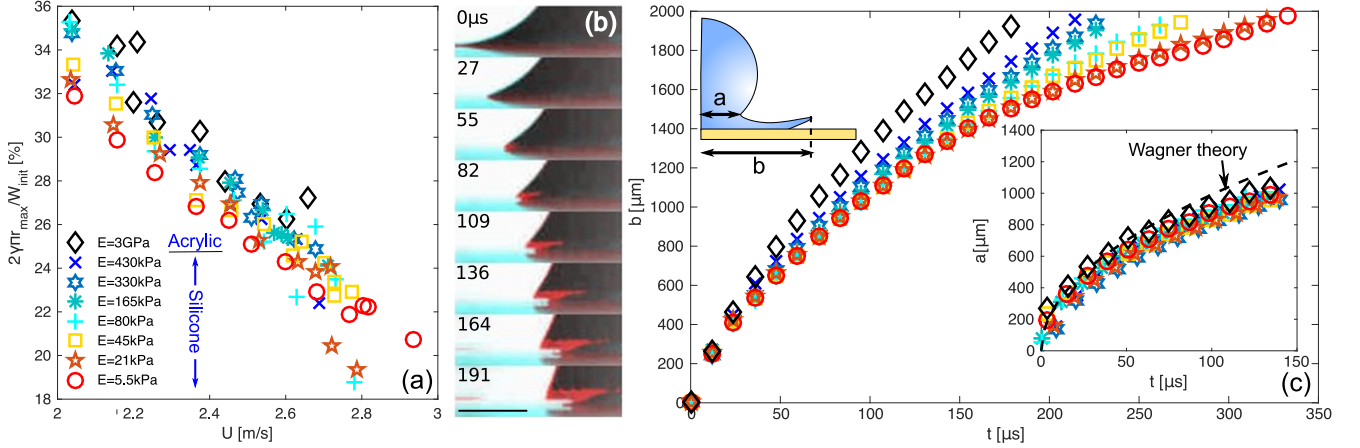 36
34
32
30
28
26
24
22
20
18
2γπr_max/W_init [%]
E=3GPa
Acrylic
E=430kPa
E=330kPa
E=165kPa
E=80kPa
E=45kPa
E=21kPa
E=5.5kPa
Silicone
(a)
2 2.2 2.4 2.6 2.8 3
U [m/s]
(b)
0μs
27
55
82
109
136
164
191
2000
1800
1600
1400
1200
1000
800
600
400
200
0
b [μm]
a
b
1400
1200
1000
800
600
400
200
0
a[μm]
Wagner theory
0 50 100 150
t [μs]
(c)
0 50 100 150 200 250 300 350
t [μs]